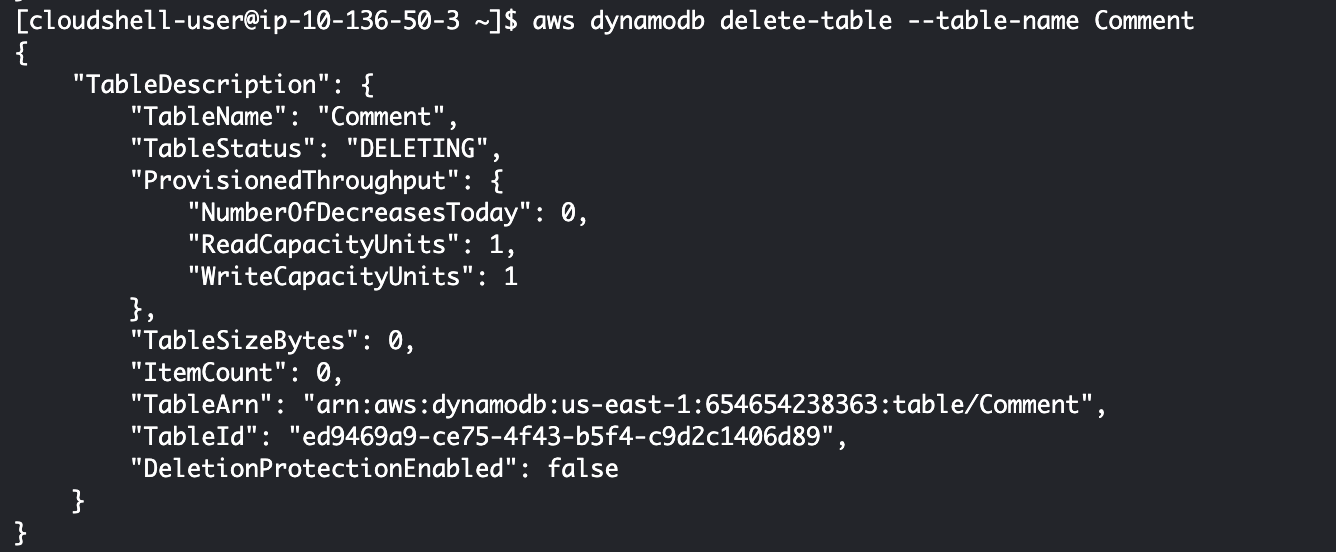 [cloudshell-user@ip-10-136-50-3 ~]$ aws dynamodb delete-table --table-name Comment
{
    "TableDescription": {
        "TableName": "Comment",
        "TableStatus": "DELETING",
        "ProvisionedThroughput": {
            "NumberOfDecreasesToday": 0,
            "ReadCapacityUnits": 1,
            "WriteCapacityUnits": 1
        },
        "TableSizeBytes": 0,
        "ItemCount": 0,
        "TableArn": "arn:aws:dynamodb:us-east-1:654654238363:table/Comment",
        "TableId": "ed9469a9-ce75-4f43-b5f4-c9d2c1406d89",
        "DeletionProtectionEnabled": false
    }
}